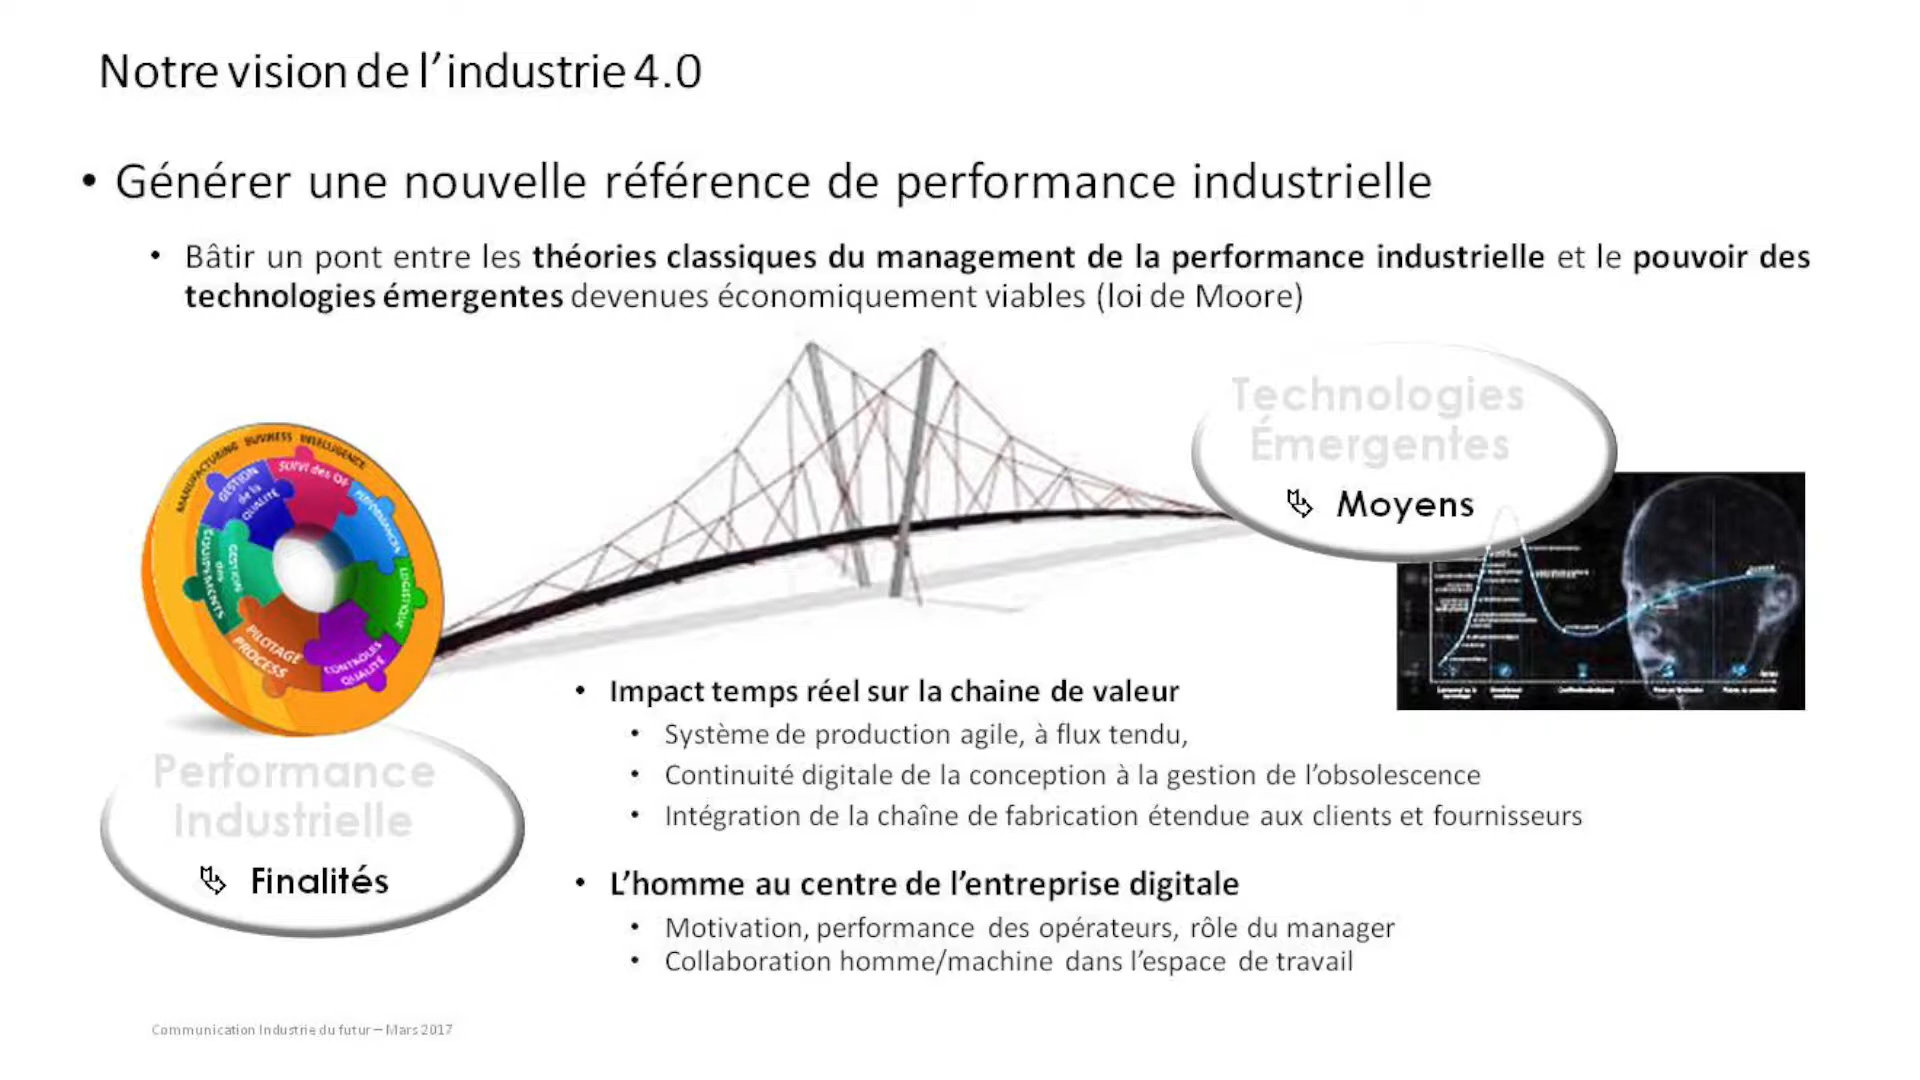 Notre vision de l'industrie 4.0
• Générer une nouvelle référence de performance industrielle
• Bâtir un pont entre les théories classiques du management de la performance industrielle et le pouvoir des
technologies émergentes devenues économiquement viables (loi de Moore)
Technologies
Émergentes
Moyens
MANUFACTURING BUSINESS INTELLIGENCE
SUIVI des OF
GESTION
de la
QUALITÉ
LOGISTIQUE
GESTION
des
EQUIPEMENTS
PILOTAGE
PROCESS
CONTROLES
QUALITÉ
Performance
Industrielle
Finalités
• Impact temps réel sur la chaine de valeur
• Système de production agile, à flux tendu,
• Continuité digitale de la conception à la gestion de l'obsolescence
• Intégration de la chaîne de fabrication étendue aux clients et fournisseurs
• L'homme au centre de l'entreprise digitale
• Motivation, performance des opérateurs, rôle du manager
• Collaboration homme/machine dans l'espace de travail
Communication Industrie du futur – Mars 2017